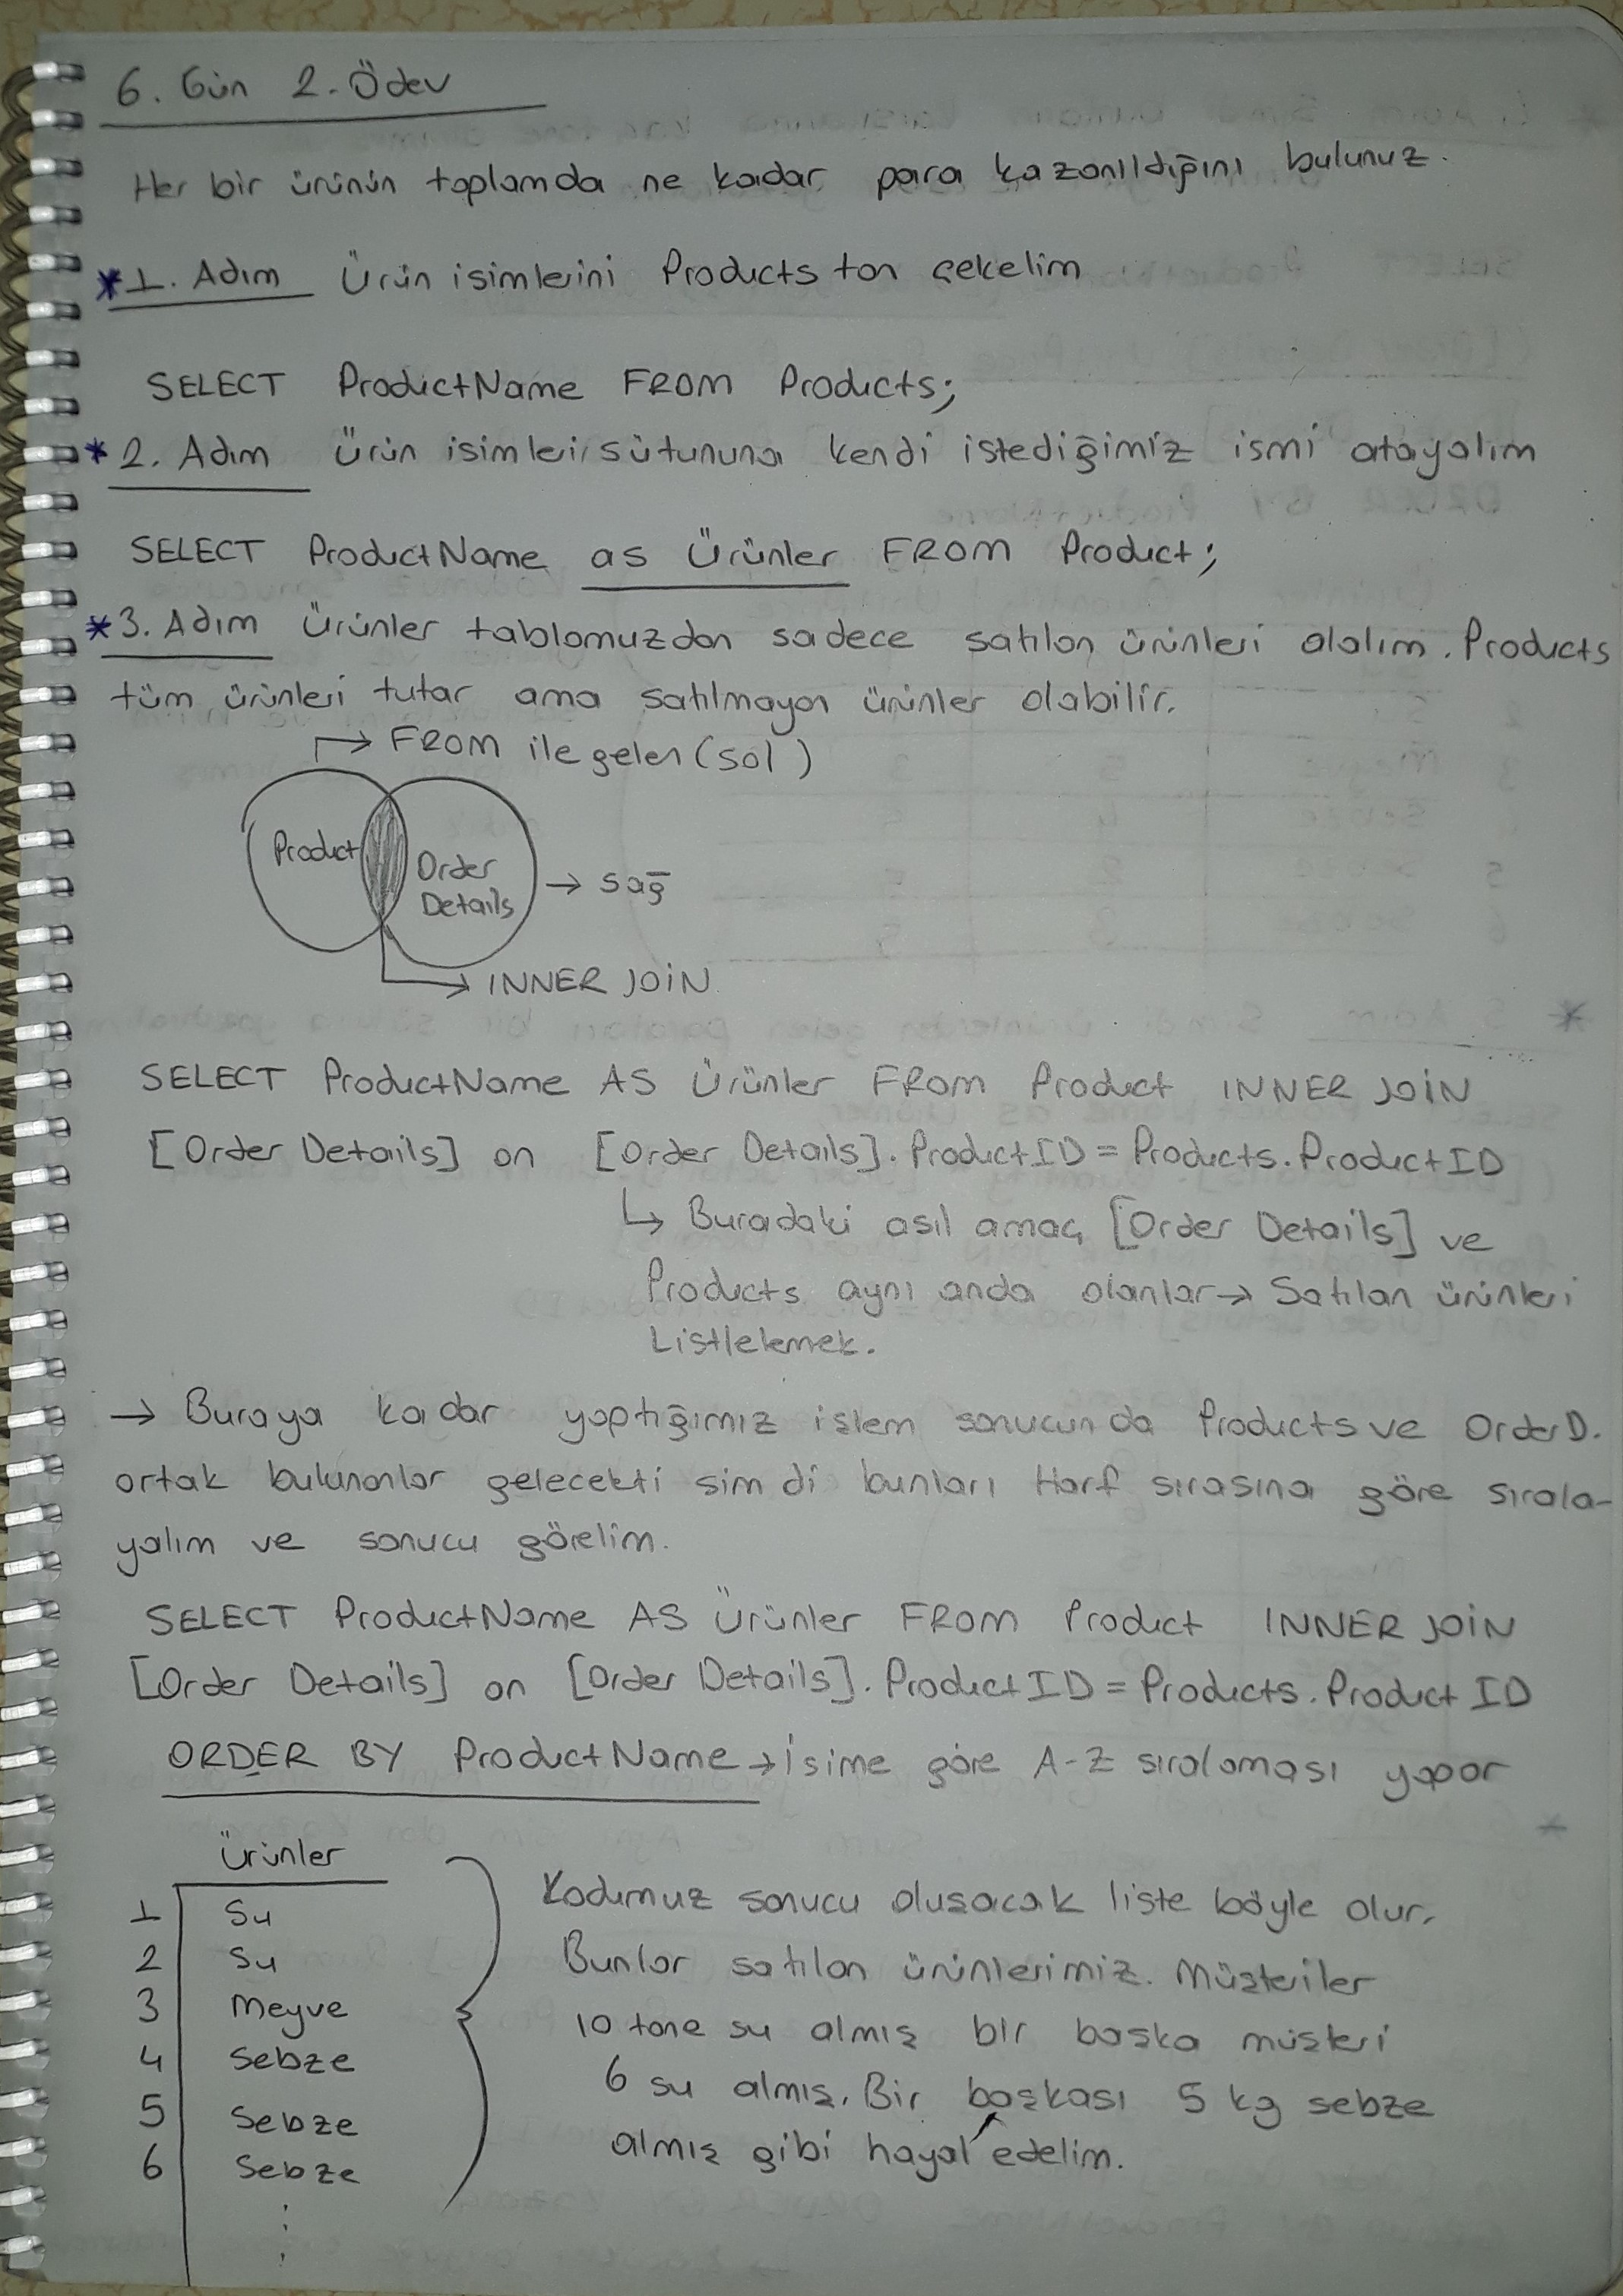 6. Gün 2. Ödev
Her bir ürünün toplamda ne kadar para kazanıldığını bulunuz.
*1. Adım Ürün isimlerini Products tan çekelim
SELECT ProductName FROM Products;
*2. Adım Ürün isimleri sütununa kendi istediğimiz ismi atayalım
SELECT ProductName as Ürünler FROM Product;
*3. Adım Ürünler tablomuzdan sadece satılan ürünleri alalım. Products
tüm ürünleri tutar ama satılmayan ürünler olabilir.
→ FROM ile gelen (sol)
Product
Order
Details
→ sağ
→ INNER JOİN
SELECT ProductName AS Ürünler FROM Product INNER JOİN
[Order Details] on [Order Details].ProductID = Products.ProductID
↳ Buradaki asıl amaç [Order Details] ve
Products aynı anda olanlar → Satılan ürünleri
Listlelemek.
→ Buraya kadar yaptığımız işlem sonucunda Products ve OrderD.
ortak bulunanlar gelecekti simdi bunları Harf sırasına göre sırala-
yalım ve sonucu görelim.
SELECT ProductName AS Ürünler FROM Product INNER JOİN
[Order Details] on [Order Details].ProductID = Products.ProductID
ORDER BY ProductName → İsime göre A-Z sıralaması yapar
Ürünler
1 Su
2 Su
3 Meyve
4 Sebze
5 Sebze
6 Sebze
Kodumuz sonucu oluşacak liste böyle olur.
Bunlar satılan ürünlerimiz. Müşteriler
10 tane su almış bir başka müşteri
6 su almış. Bir başkası 5 kg sebze
almış gibi hayal edelim.